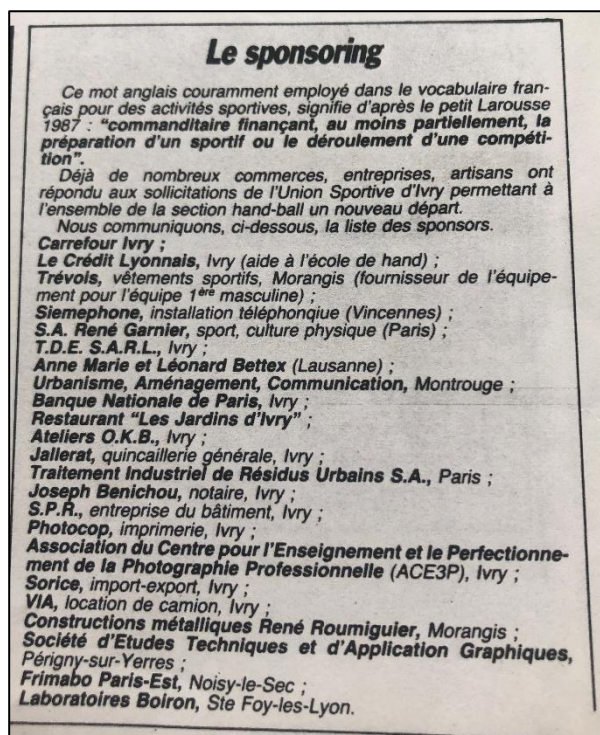 Le sponsoring
Ce mot anglais couramment employé dans le vocabulaire fran-
çais pour des activités sportives, signifie d'après le petit Larousse
1987 : "commanditaire finançant, au moins partiellement, la
préparation d'un sportif ou le déroulement d'une compéti-
tion".
Déjà de nombreux commerces, entreprises, artisans ont
répondu aux sollicitations de l'Union Sportive d'Ivry permettant à
l'ensemble de la section hand-ball un nouveau départ.
Nous communiquons, ci-dessous, la liste des sponsors.
Carrefour Ivry ;
Le Crédit Lyonnais, Ivry (aide à l'école de hand) ;
Trévois, vêtements sportifs, Morangis (fournisseur de l'équipe-
ment pour l'équipe 1ère masculine) ;
Siemephone, installation téléphonqiue (Vincennes) ;
S.A. René Garnier, sport, culture physique (Paris) ;
T.D.E. S.A.R.L., Ivry ;
Anne Marie et Léonard Bettex (Lausanne) ;
Urbanisme, Aménagement, Communication, Montrouge ;
Banque Nationale de Paris, Ivry ;
Restaurant "Les Jardins d'Ivry" ;
Ateliers O.K.B., Ivry ;
Jallerat, quincaillerie générale, Ivry ;
Traitement Industriel de Résidus Urbains S.A., Paris ;
Joseph Benichou, notaire, Ivry ;
S.P.R., entreprise du bâtiment, Ivry ;
Photocop, imprimerie, Ivry ;
Association du Centre pour l'Enseignement et le Perfectionne-
ment de la Photographie Professionnelle (ACE3P), Ivry ;
Sorice, import-export, Ivry ;
VIA, location de camion, Ivry ;
Constructions métalliques René Roumiguier, Morangis ;
Société d'Etudes Techniques et d'Application Graphiques,
Périgny-sur-Yerres ;
Frimabo Paris-Est, Noisy-le-Sec ;
Laboratoires Boiron, Ste Foy-les-Lyon.